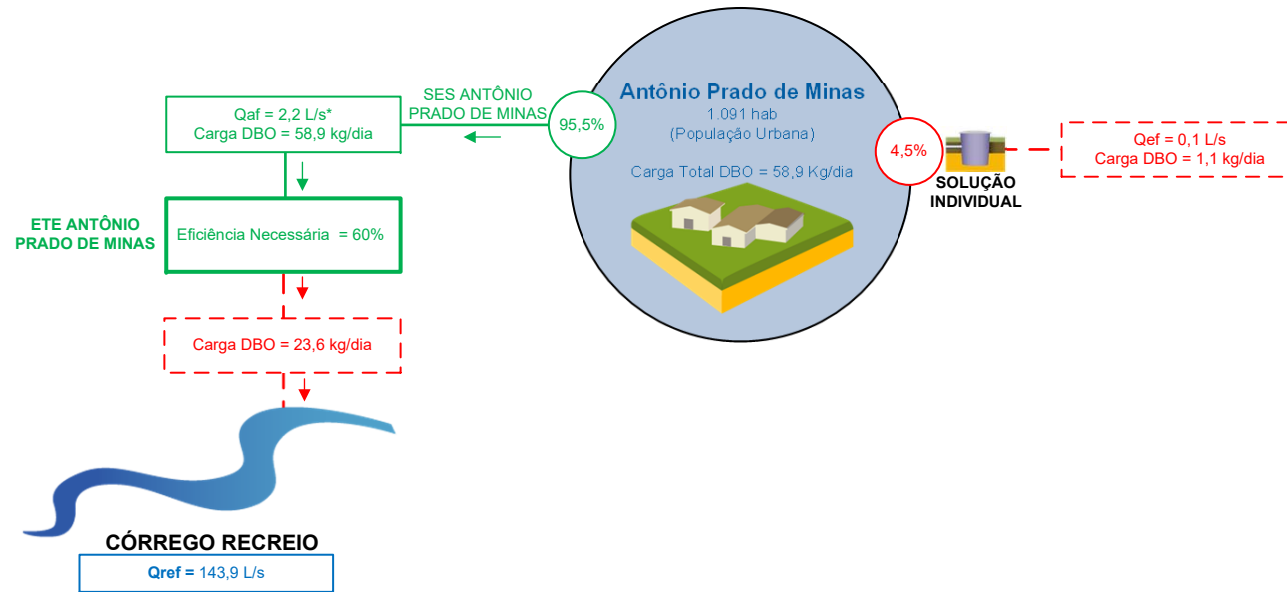 Antônio Prado de Minas
1.091 hab
(População Urbana)
Carga Total DBO = 58,9 Kg/dia
95,5%
SES ANTÔNIO
PRADO DE MINAS
Qaf = 2,2 L/s*
Carga DBO = 58,9 kg/dia
ETE ANTÔNIO
PRADO DE MINAS
Eficiência Necessária = 60%
Carga DBO = 23,6 kg/dia
CÓRREGO RECREIO
Qref = 143,9 L/s
4,5%
SOLUÇÃO
INDIVIDUAL
Qef = 0,1 L/s
Carga DBO = 1,1 kg/dia